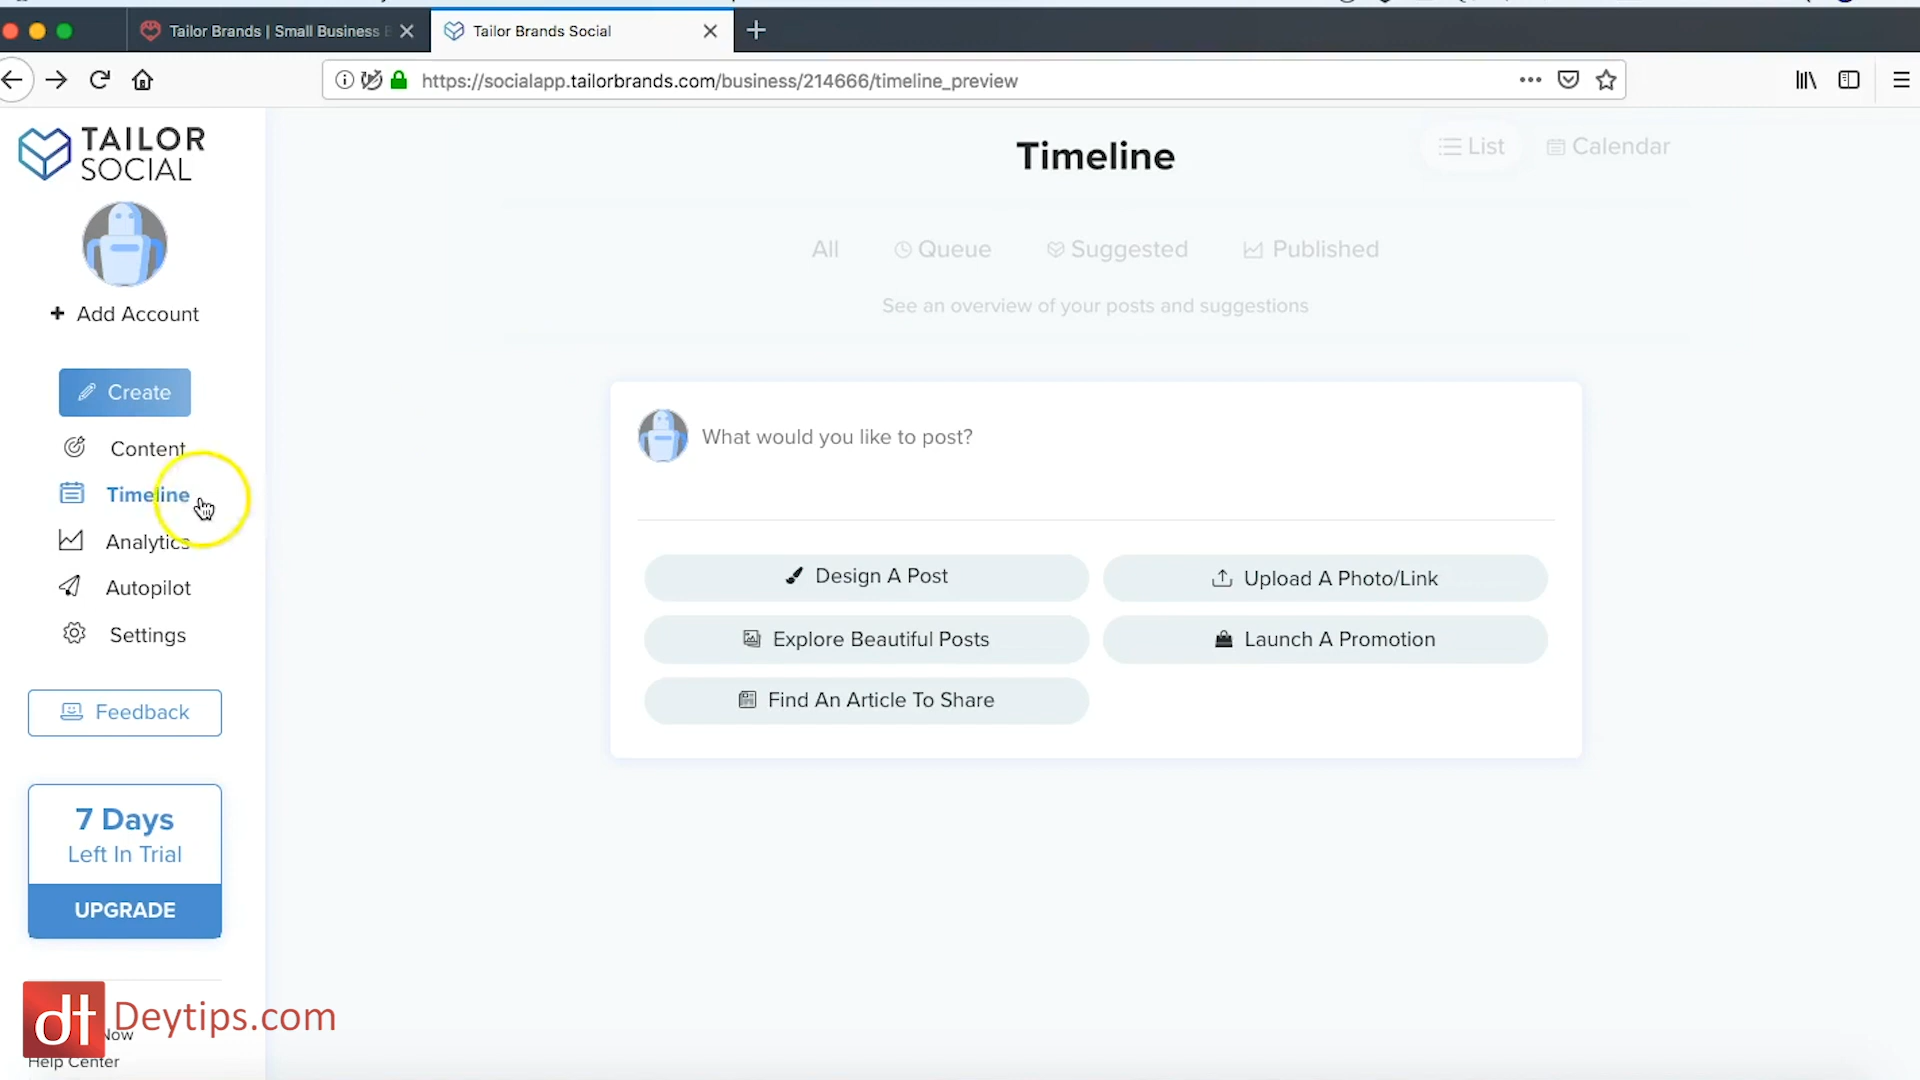 Tailor Brands | Small Business
Tailor Brands Social
https://socialapp.tailorbrands.com/business/214666/timeline_preview
TAILOR
SOCIAL
Add Account
Create
Content
Timeline
Analytics
Autopilot
Settings
Feedback
7 Days
Left In Trial
UPGRADE
dt Deytips.com
Now
Help Center
Timeline
List
Calendar
All
Queue
Suggested
Published
See an overview of your posts and suggestions
What would you like to post?
Design A Post
Upload A Photo/Link
Explore Beautiful Posts
Launch A Promotion
Find An Article To Share